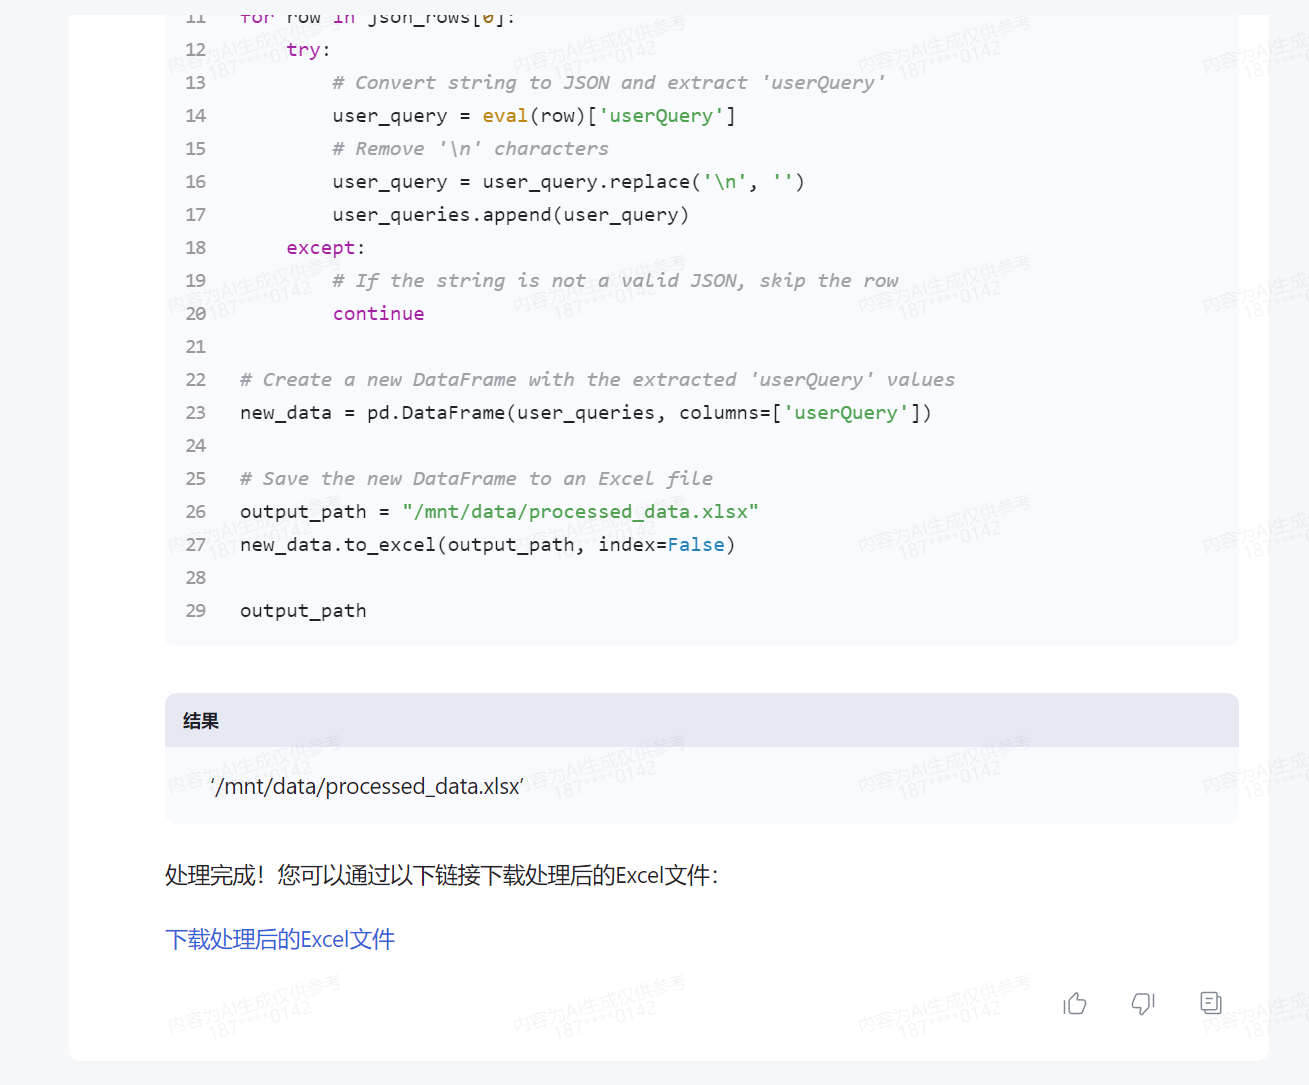 11 for row in json_rows[0]:
12 try:
13 # Convert string to JSON and extract 'userQuery'
14 user_query = eval(row)['userQuery']
15 # Remove '\n' characters
16 user_query = user_query.replace('\n', '')
17 user_queries.append(user_query)
18 except:
19 # If the string is not a valid JSON, skip the row
20 continue
21
22 # Create a new DataFrame with the extracted 'userQuery' values
23 new_data = pd.DataFrame(user_queries, columns=['userQuery'])
24
25 # Save the new DataFrame to an Excel file
26 output_path = "/mnt/data/processed_data.xlsx"
27 new_data.to_excel(output_path, index=False)
28
29 output_path
结果
‘/mnt/data/processed_data.xlsx’
处理完成！您可以通过以下链接下载处理后的Excel文件：
下载处理后的Excel文件
内容为AI生成仅供参考
187****0142